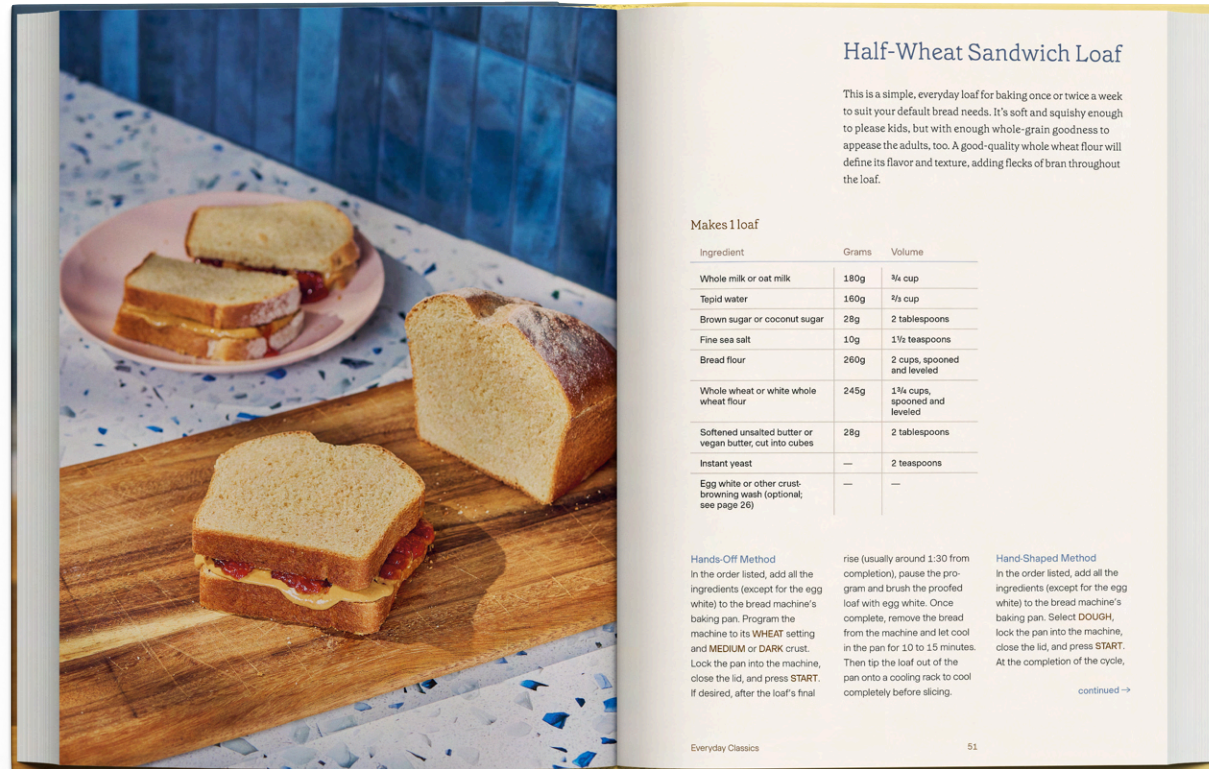 Half-Wheat Sandwich Loaf
This is a simple, everyday loaf for baking once or twice a week
to suit your default bread needs. It's soft and squishy enough
to please kids, but with enough whole-grain goodness to
appease the adults, too. A good-quality whole wheat flour will
define its flavor and texture, adding flecks of bran throughout
the loaf.
Makes 1 loaf
Ingredient Grams Volume
Whole milk or oat milk 180g ¾ cup
Tepid water 160g ⅔ cup
Brown sugar or coconut sugar 28g 2 tablespoons
Fine sea salt 10g 1½ teaspoons
Bread flour 260g 2 cups, spooned
and leveled
Whole wheat or white whole 245g 1¾ cups,
wheat flour spooned and
leveled
Softened unsalted butter or 28g 2 tablespoons
vegan butter, cut into cubes
Instant yeast — 2 teaspoons
Egg white or other crust- — —
browning wash (optional;
see page 26)
Hands-Off Method
In the order listed, add all the
ingredients (except for the egg
white) to the bread machine's
baking pan. Program the
machine to its WHEAT setting
and MEDIUM or DARK crust.
Lock the pan into the machine,
close the lid, and press START.
If desired, after the loaf's final
rise (usually around 1:30 from
completion), pause the pro-
gram and brush the proofed
loaf with egg white. Once
complete, remove the bread
from the machine and let cool
in the pan for 10 to 15 minutes.
Then tip the loaf out of the
pan onto a cooling rack to cool
completely before slicing.
Hand-Shaped Method
In the order listed, add all the
ingredients (except for the egg
white) to the bread machine's
baking pan. Select DOUGH,
lock the pan into the machine,
close the lid, and press START.
At the completion of the cycle,
continued →
Everyday Classics
51